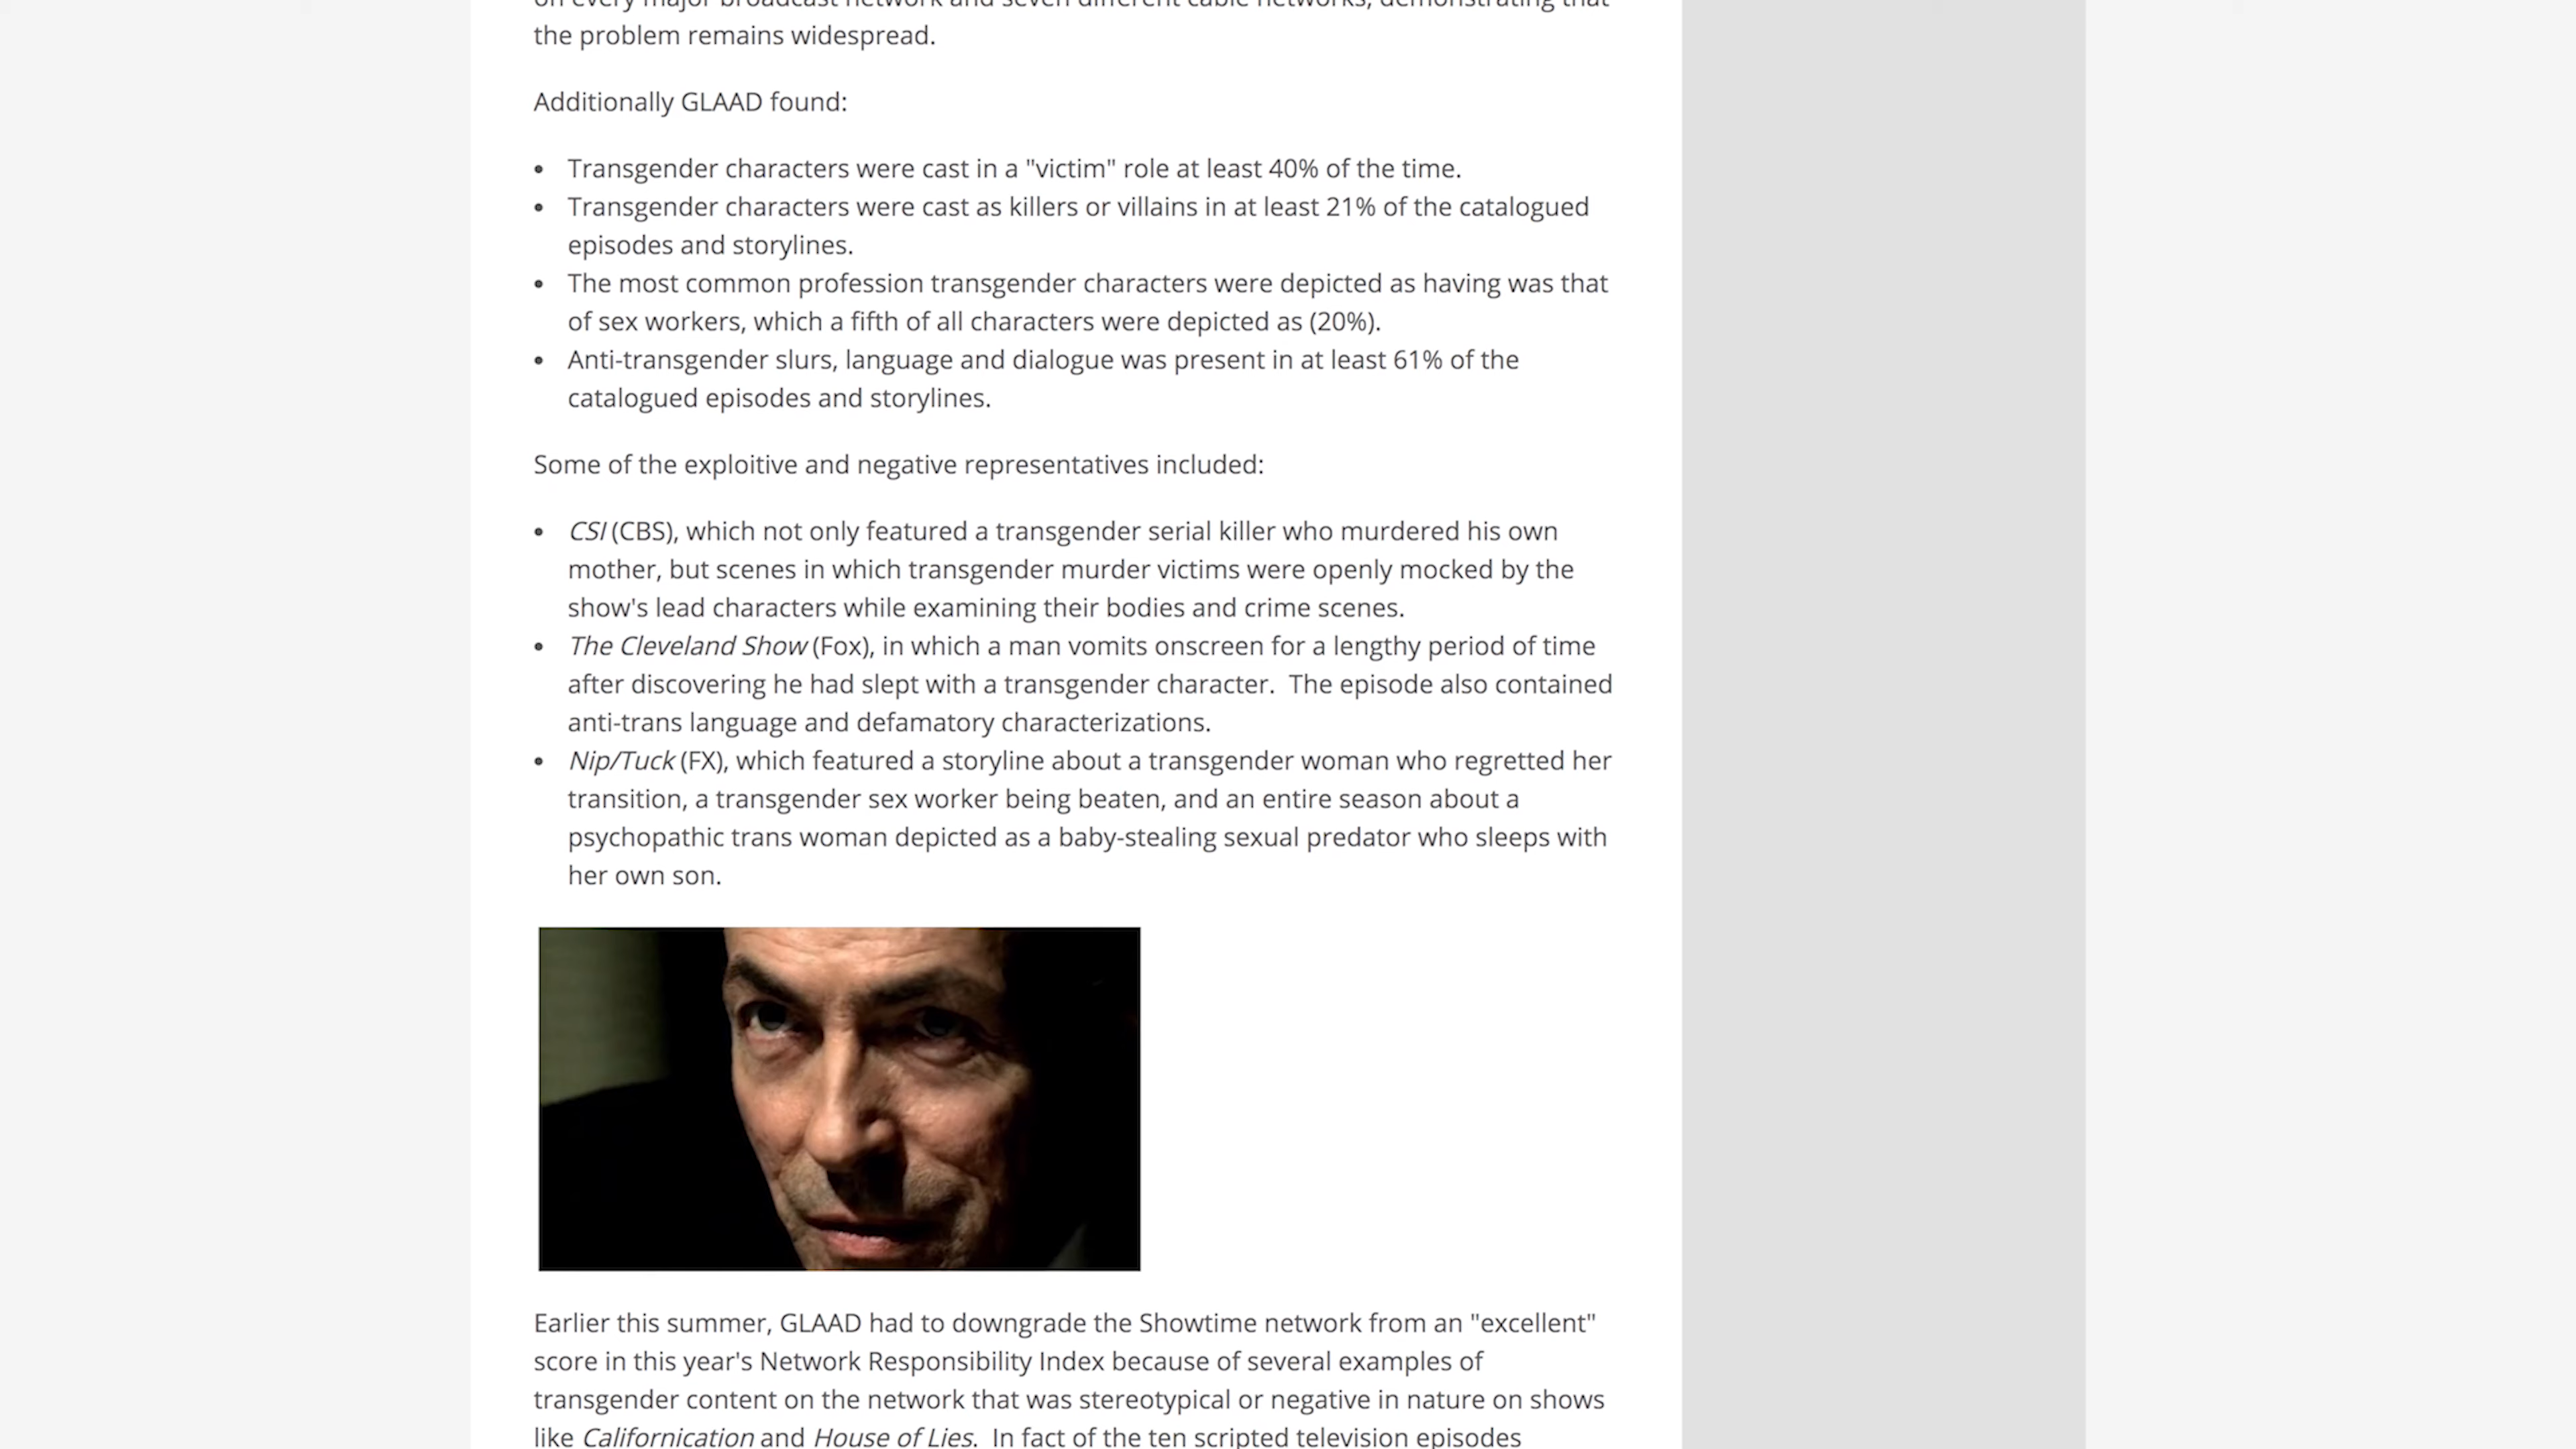 on every major broadcast network and seven different cable networks, demonstrating that
the problem remains widespread.
Additionally GLAAD found:
• Transgender characters were cast in a "victim" role at least 40% of the time.
• Transgender characters were cast as killers or villains in at least 21% of the catalogued
episodes and storylines.
• The most common profession transgender characters were depicted as having was that
of sex workers, which a fifth of all characters were depicted as (20%).
• Anti-transgender slurs, language and dialogue was present in at least 61% of the
catalogued episodes and storylines.
Some of the exploitive and negative representatives included:
• CSI (CBS), which not only featured a transgender serial killer who murdered his own
mother, but scenes in which transgender murder victims were openly mocked by the
show's lead characters while examining their bodies and crime scenes.
• The Cleveland Show (Fox), in which a man vomits onscreen for a lengthy period of time
after discovering he had slept with a transgender character.  The episode also contained
anti-trans language and defamatory characterizations.
• Nip/Tuck (FX), which featured a storyline about a transgender woman who regretted her
transition, a transgender sex worker being beaten, and an entire season about a
psychopathic trans woman depicted as a baby-stealing sexual predator who sleeps with
her own son.
Earlier this summer, GLAAD had to downgrade the Showtime network from an "excellent"
score in this year's Network Responsibility Index because of several examples of
transgender content on the network that was stereotypical or negative in nature on shows
like Californication and House of Lies.  In fact of the ten scripted television episodes